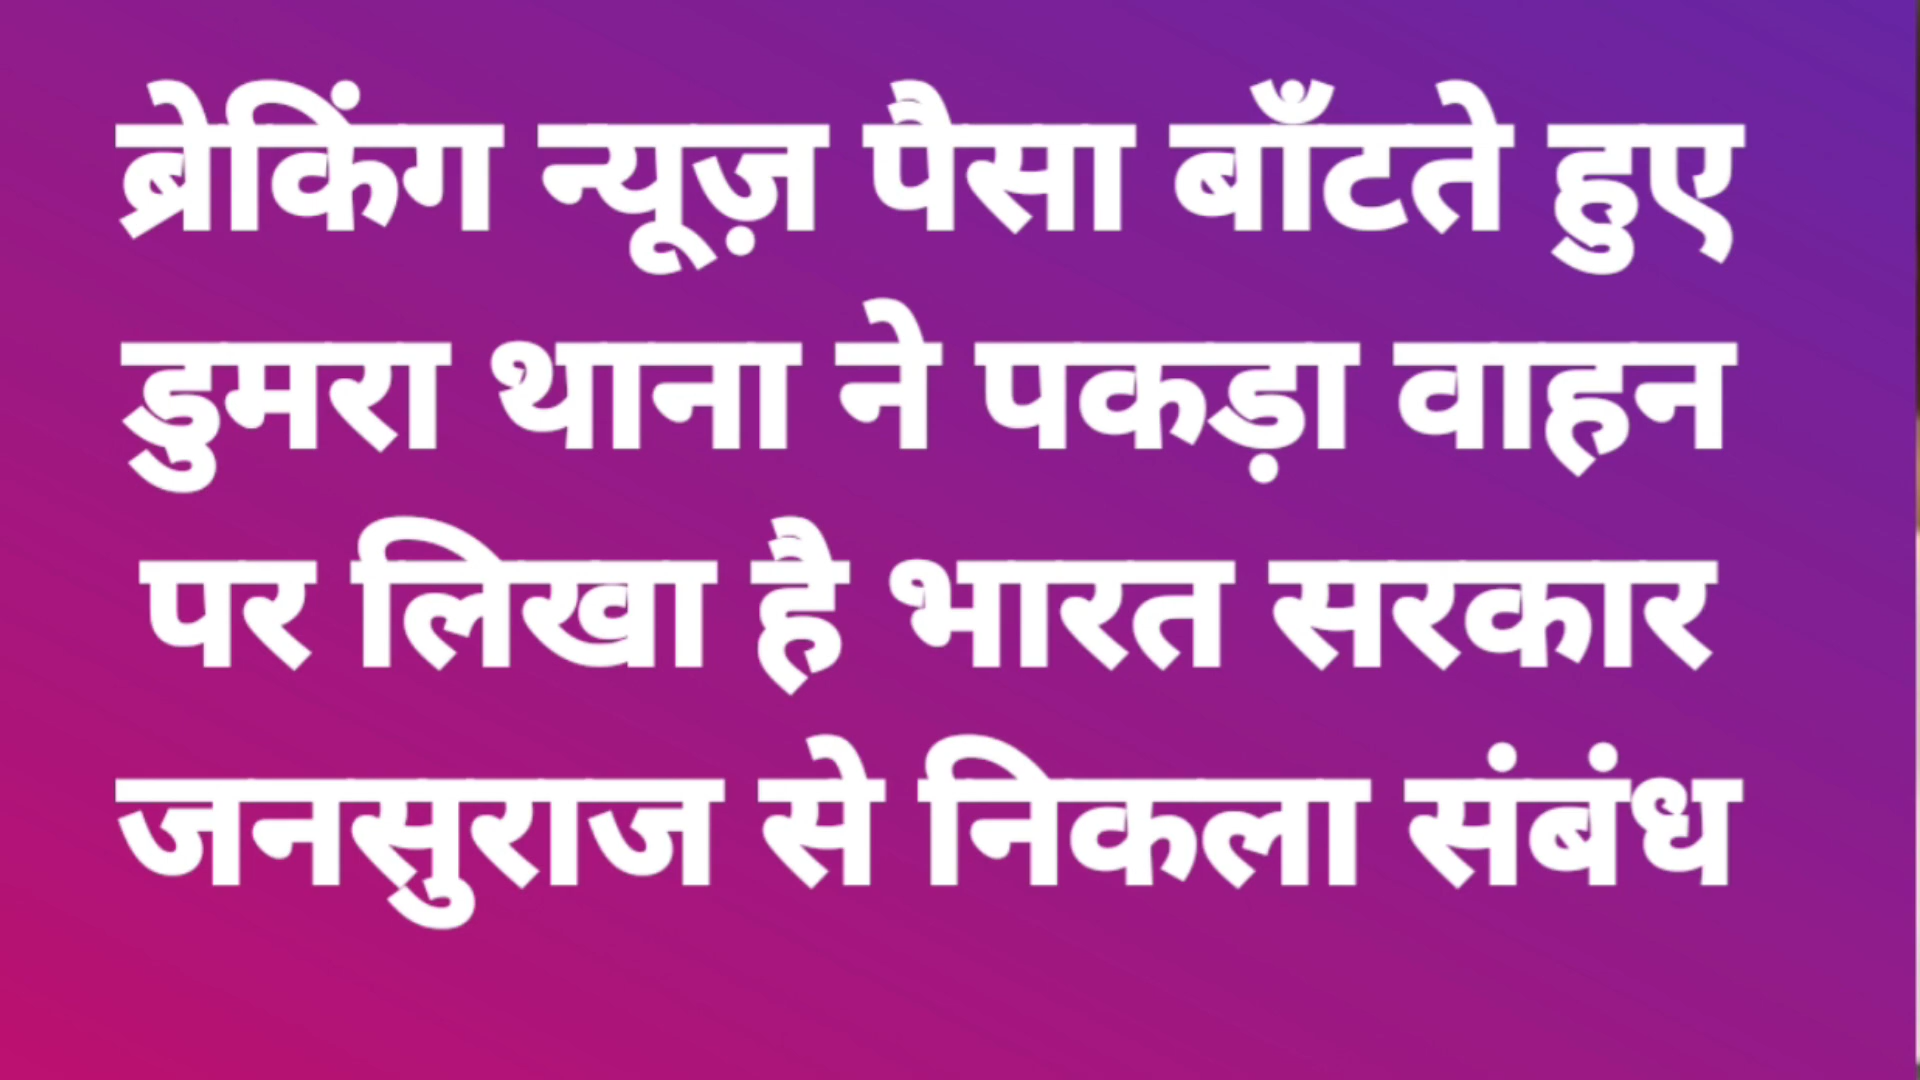 ब्रेकिंग न्यूज़ पैसा बाँटते हुए
डुमरा थाना ने पकड़ा वाहन
पर लिखा है भारत सरकार
जनसुराज से निकला संबंध